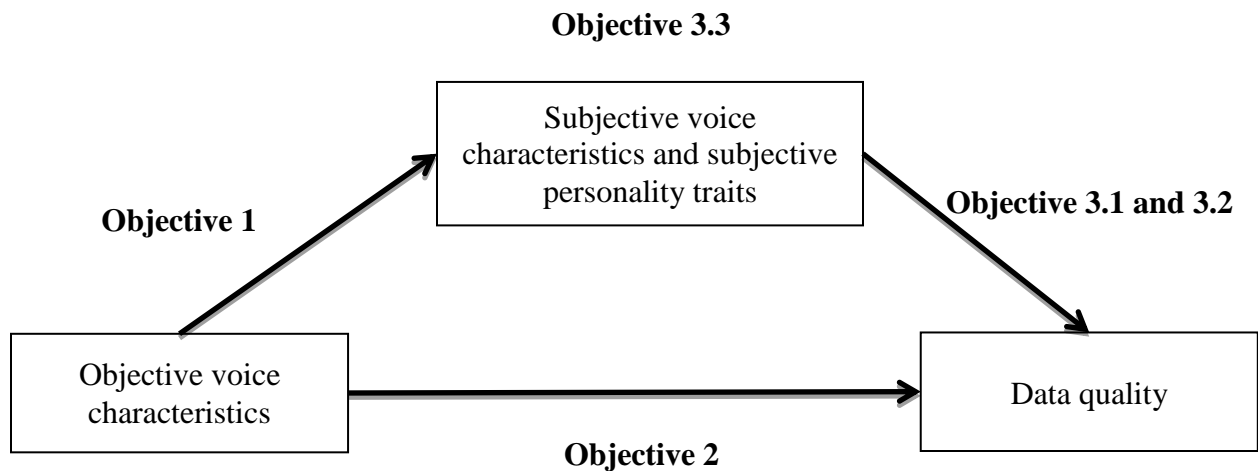 Objective 3.3
Subjective voice
characteristics and subjective
personality traits
Objective 1
Objective 3.1 and 3.2
Objective voice
characteristics
Data quality
Objective 2